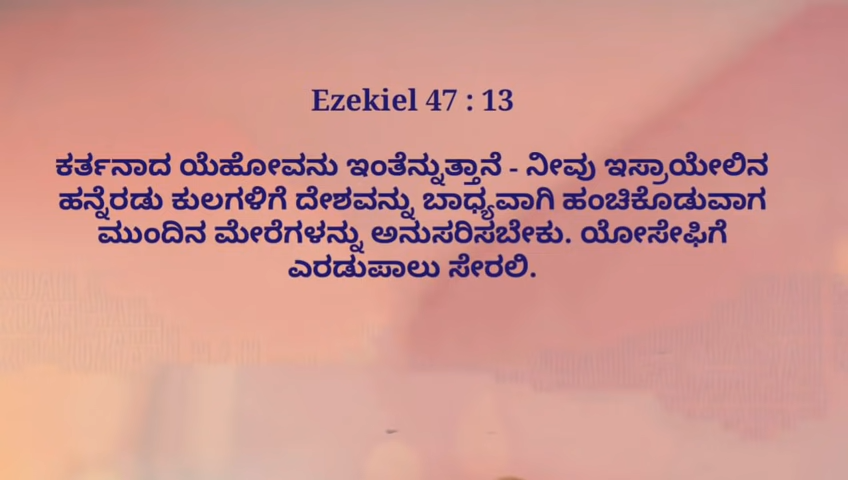 Ezekiel 47 : 13
ಕರ್ತನಾದ ಯೆಹೋವನು ಇಂತೆನ್ನುತ್ತಾನೆ - ನೀವು ಇಸ್ರಾಯೇಲಿನ
ಹನ್ನೆರಡು ಕುಲಗಳಿಗೆ ದೇಶವನ್ನು ಬಾಧ್ಯವಾಗಿ ಹಂಚಿಕೊಡುವಾಗ
ಮುಂದಿನ ಮೇರೆಗಳನ್ನು ಅನುಸರಿಸಬೇಕು. ಯೋಸೇಫಿಗೆ
ಎರಡುಪಾಲು ಸೇರಲಿ.